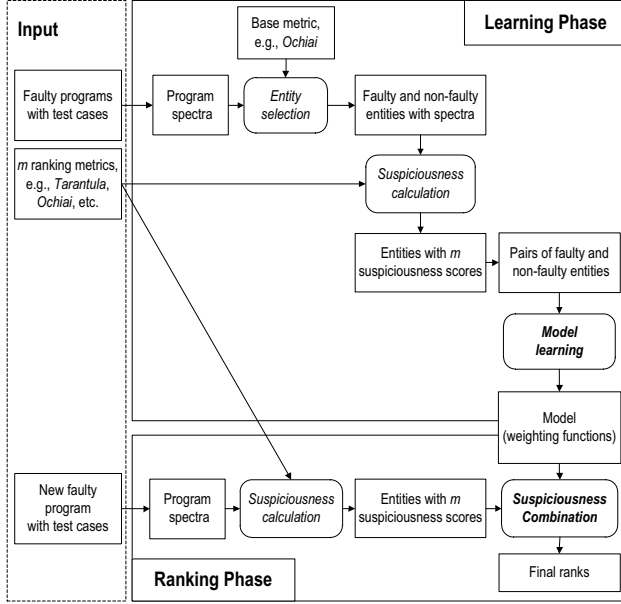 Input
Base metric,
e.g., Ochiai
Learning Phase
Faulty programs
with test cases
Program
spectra
Entity
selection
Faulty and non-faulty
entities with spectra
m ranking metrics,
e.g., Tarantula,
Ochiai, etc.
Suspiciousness
calculation
Entities with m
suspiciousness scores
Pairs of faulty and
non-faulty entities
Model
learning
Model
(weighting functions)
New faulty
program
with test cases
Program
spectra
Suspiciousness
calculation
Entities with m
suspiciousness scores
Suspiciousness
Combination
Final ranks
Ranking Phase